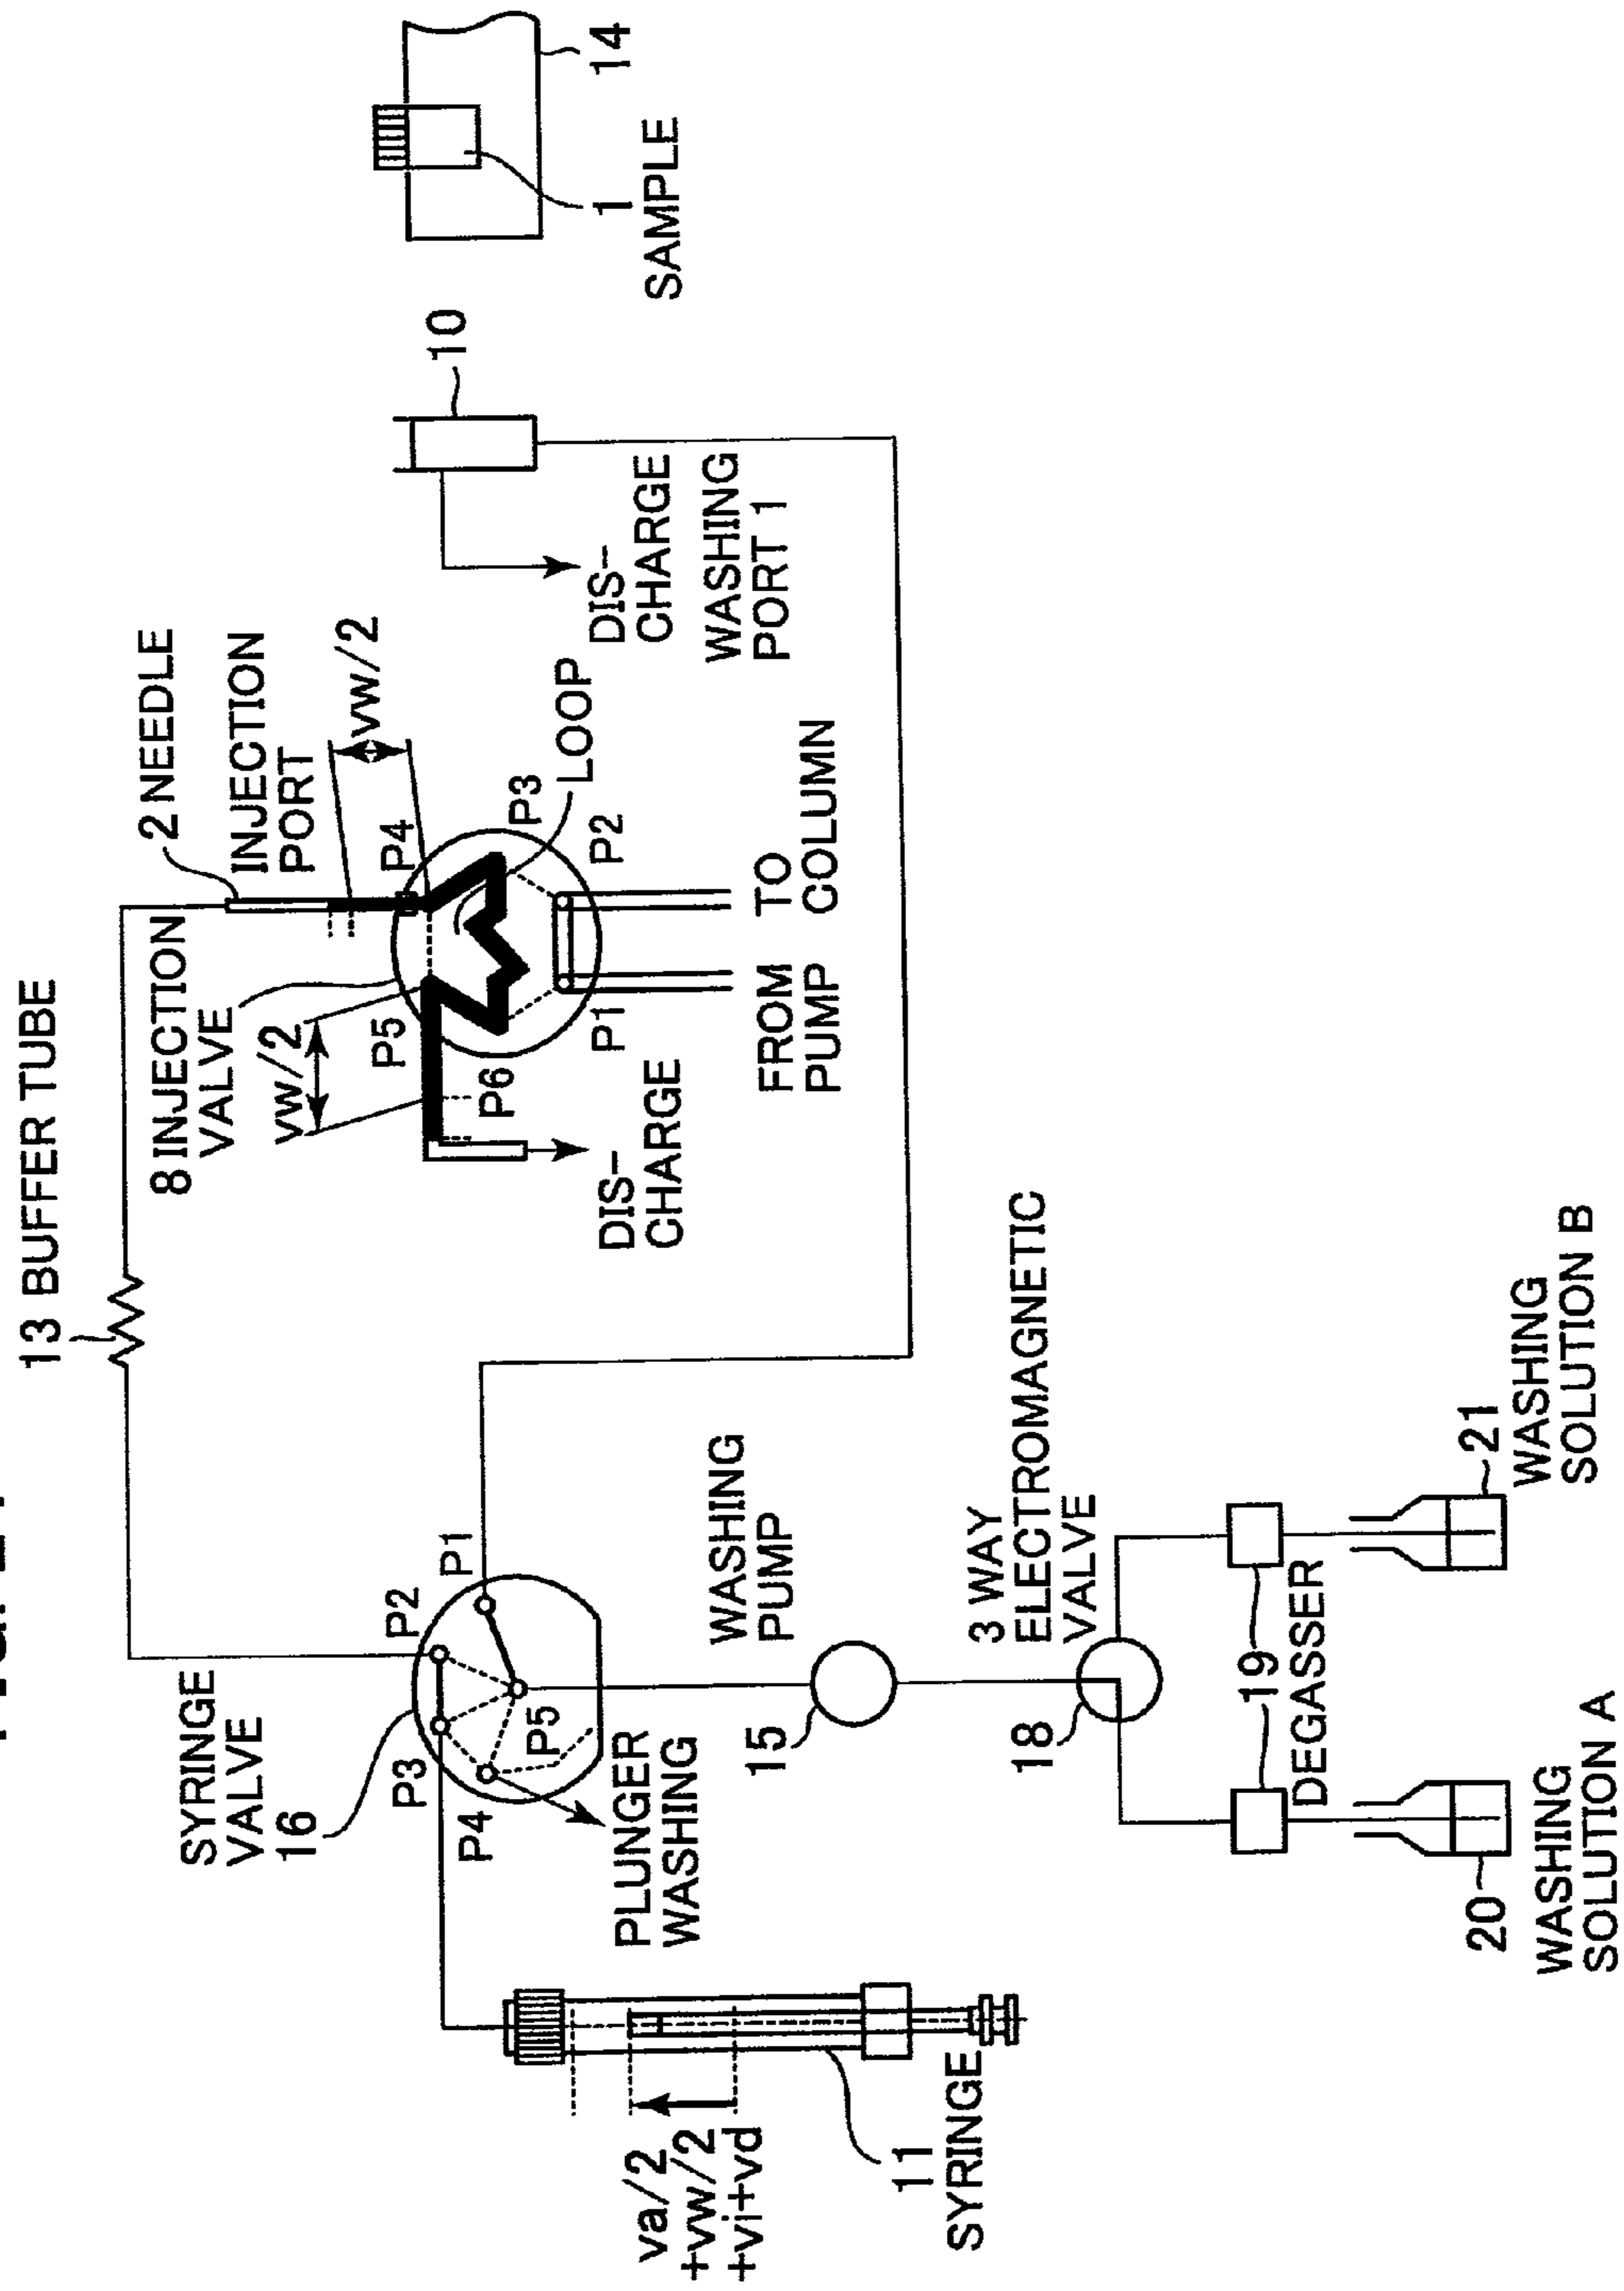 13 BUFFER TUBE
2 NEEDLE
INJECTION
PORT
8 INJECTION
VALVE
vw/2
vw/2
P5
P4
P6
P3
LOOP
P1
P2
DIS-
CHARGE
FROM
PUMP
TO
COLUMN
10
DIS-
CHARGE
WASHING
PORT 1
14
1
SAMPLE
SYRINGE
VALVE
16
P2
P1
P3
P4
P5
PLUNGER
WASHING
va/2
+vw/2
+vi+vd
11
SYRINGE
WASHING
PUMP
15
3 WAY
ELECTROMAGNETIC
VALVE
18
19
DEGASSER
20
WASHING
SOLUTION A
21
WASHING
SOLUTION B